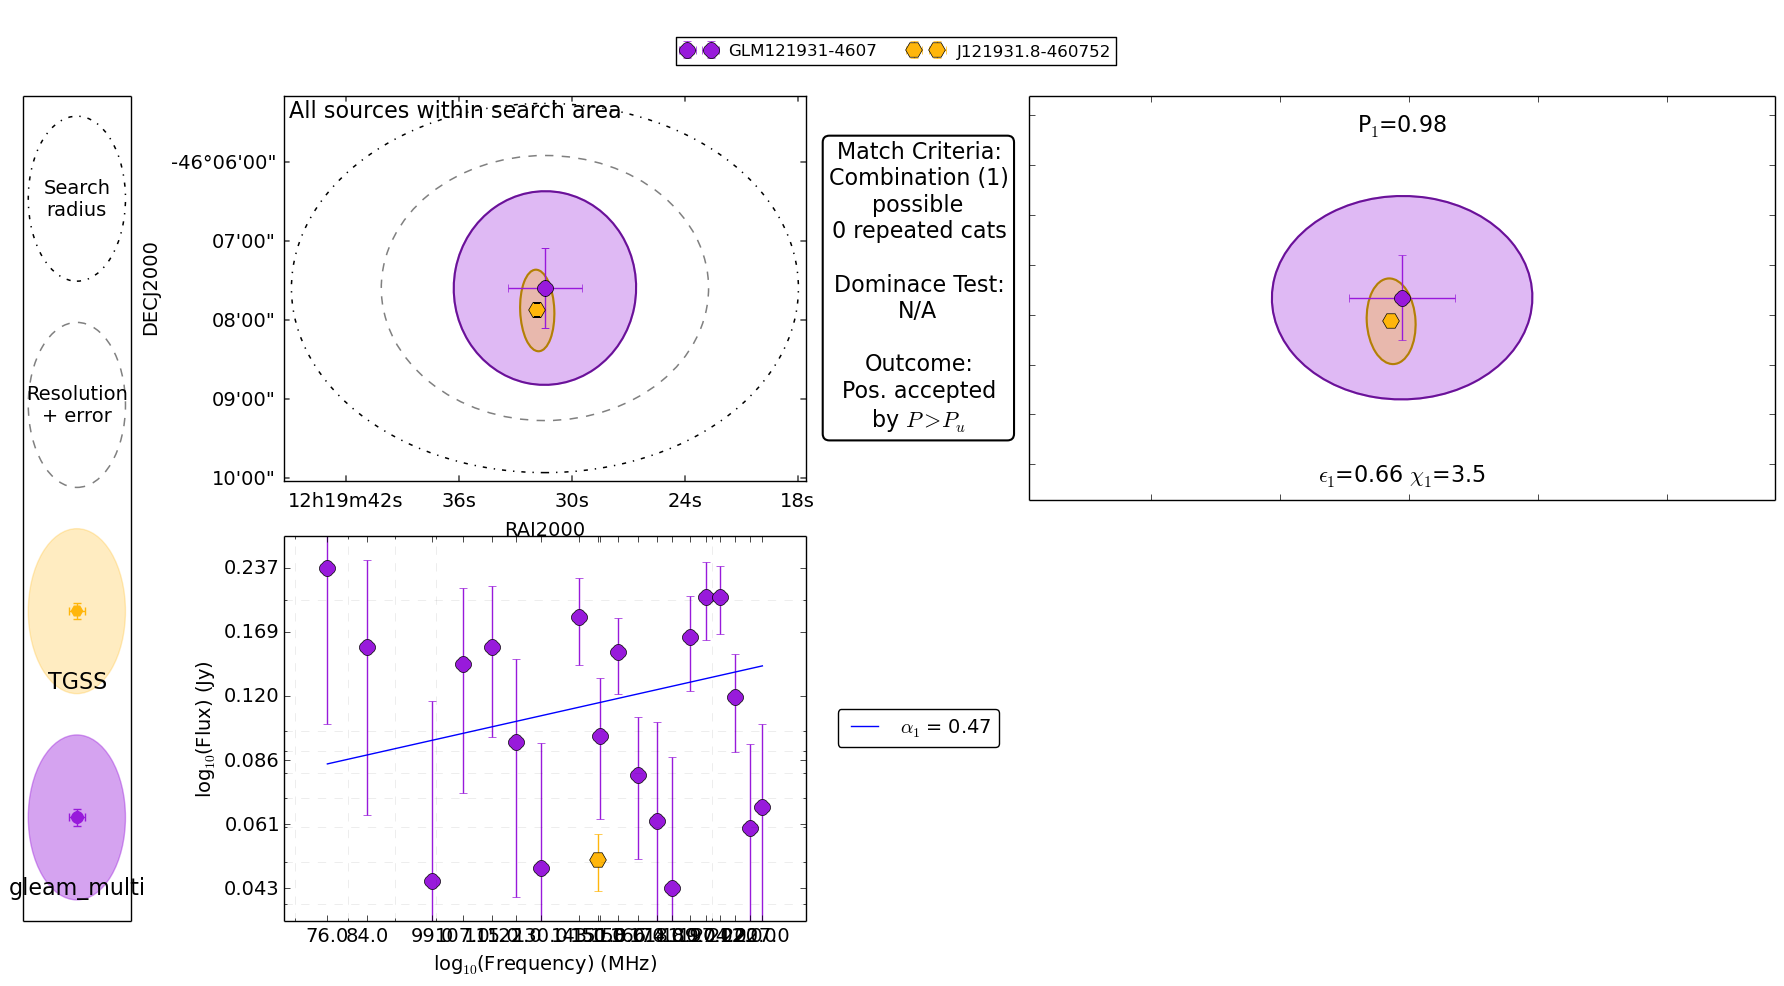 GLM121931-4607 J121931.8-460752
Search
radius
Resolution
+ error
TGSS
gleam_multi
All sources within search area
DECJ2000
-46°06'00"
07'00"
08'00"
09'00"
10'00"
12h19m42s 36s 30s 24s 18s
RAJ2000
Match Criteria:
Combination (1)
possible
0 repeated cats
Dominace Test:
N/A
Outcome:
Pos. accepted
by P>Pu
P1=0.98
ϵ1=0.66 χ1=3.5
log10(Flux) (Jy)
0.237
0.169
0.120
0.086
0.061
0.043
76.0 84.0
log10(Frequency) (MHz)
α1 = 0.47